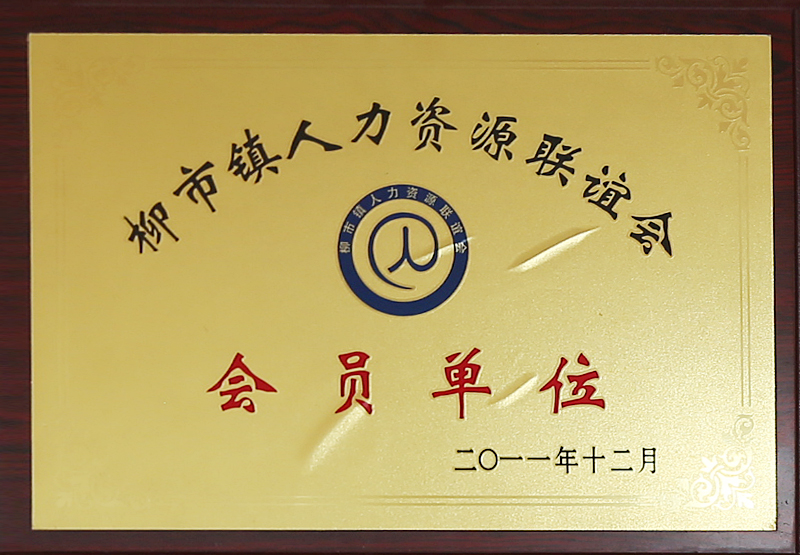 柳市镇人力资源联谊会
柳市镇人力资源联谊会
会员单位
二〇一一年十二月